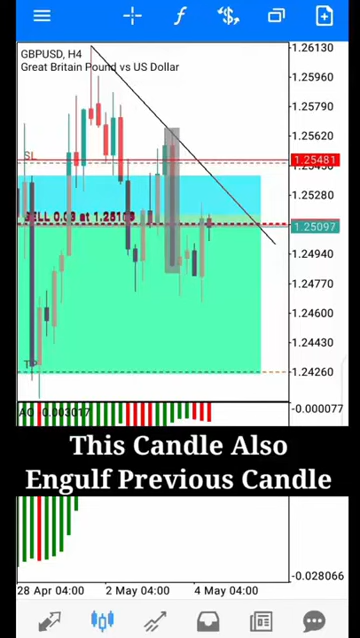 1.26130
GBPUSD, H4
Great Britain Pound vs US Dollar
1.25960
1.25790
1.25620
SL
1.25481
1.25280
SELL 0.03 at 1.25108
1.25097
1.24940
1.24770
1.24600
1.24430
TP
1.24260
AO -0.003017
-0.000077
This Candle Also
Engulf Previous Candle
-0.028066
28 Apr 04:00
2 May 04:00
4 May 04:00